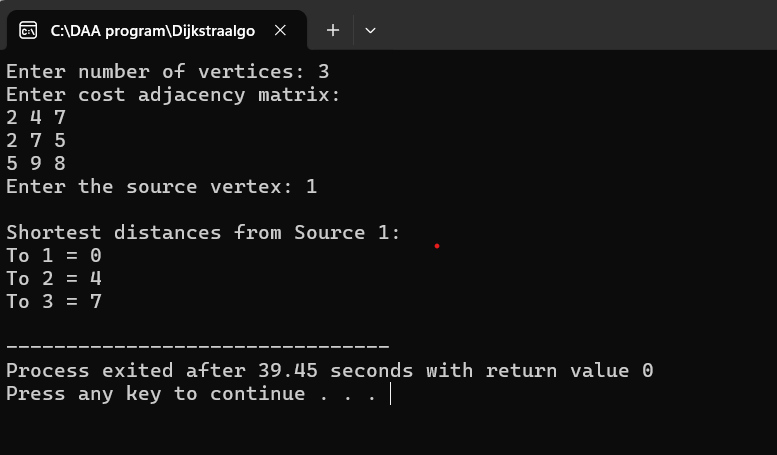 C:\DAA program\Dijkstraalgo
Enter number of vertices: 3
Enter cost adjacency matrix:
2 4 7
2 7 5
5 9 8
Enter the source vertex: 1
Shortest distances from Source 1:
To 1 = 0
To 2 = 4
To 3 = 7
--------------------------------
Process exited after 39.45 seconds with return value 0
Press any key to continue . . .